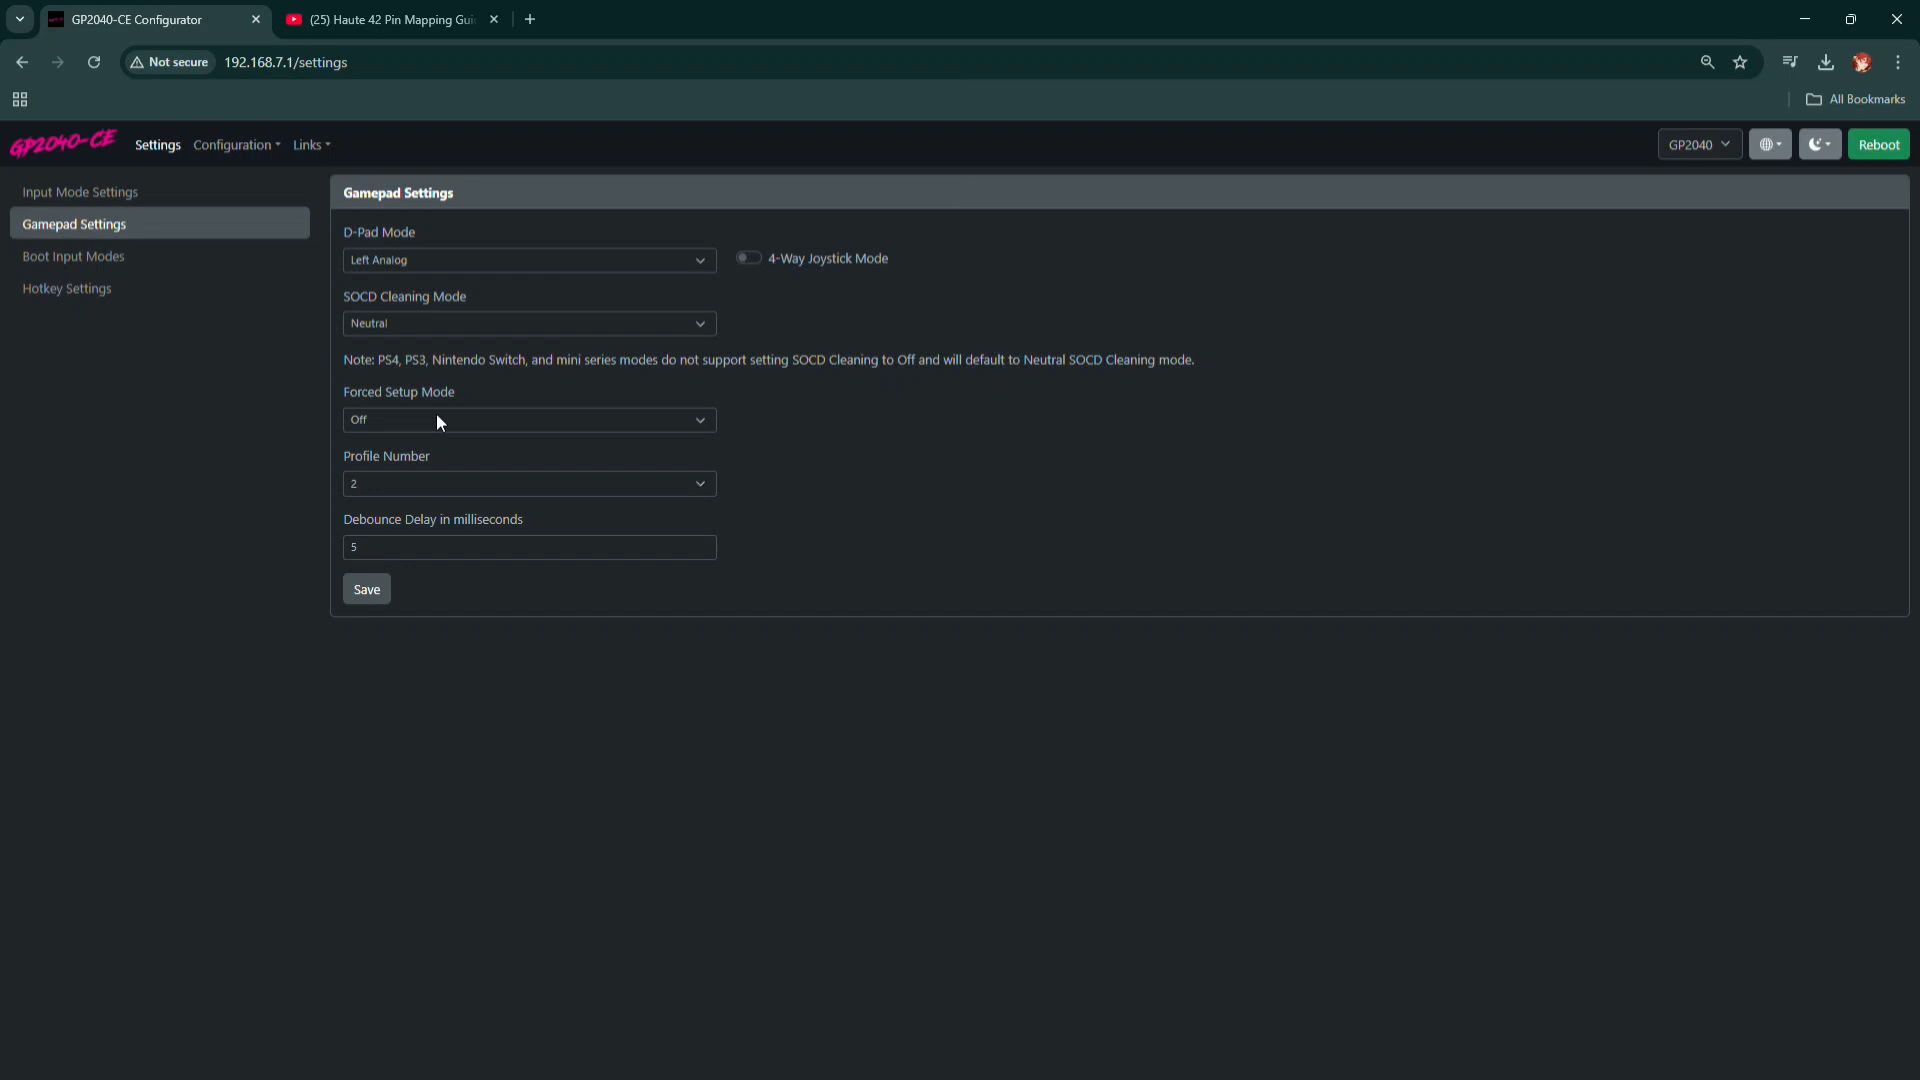 GP2040-CE Configurator
(25) Haute 42 Pin Mapping Gui
Not secure
192.168.7.1/settings
All Bookmarks
GP2040-CE
Settings
Configuration
Links
GP2040
Reboot
Input Mode Settings
Gamepad Settings
Boot Input Modes
Hotkey Settings
Gamepad Settings
D-Pad Mode
Left Analog
4-Way Joystick Mode
SOCD Cleaning Mode
Neutral
Note: PS4, PS3, Nintendo Switch, and mini series modes do not support setting SOCD Cleaning to Off and will default to Neutral SOCD Cleaning mode.
Forced Setup Mode
Off
Profile Number
2
Debounce Delay in milliseconds
5
Save